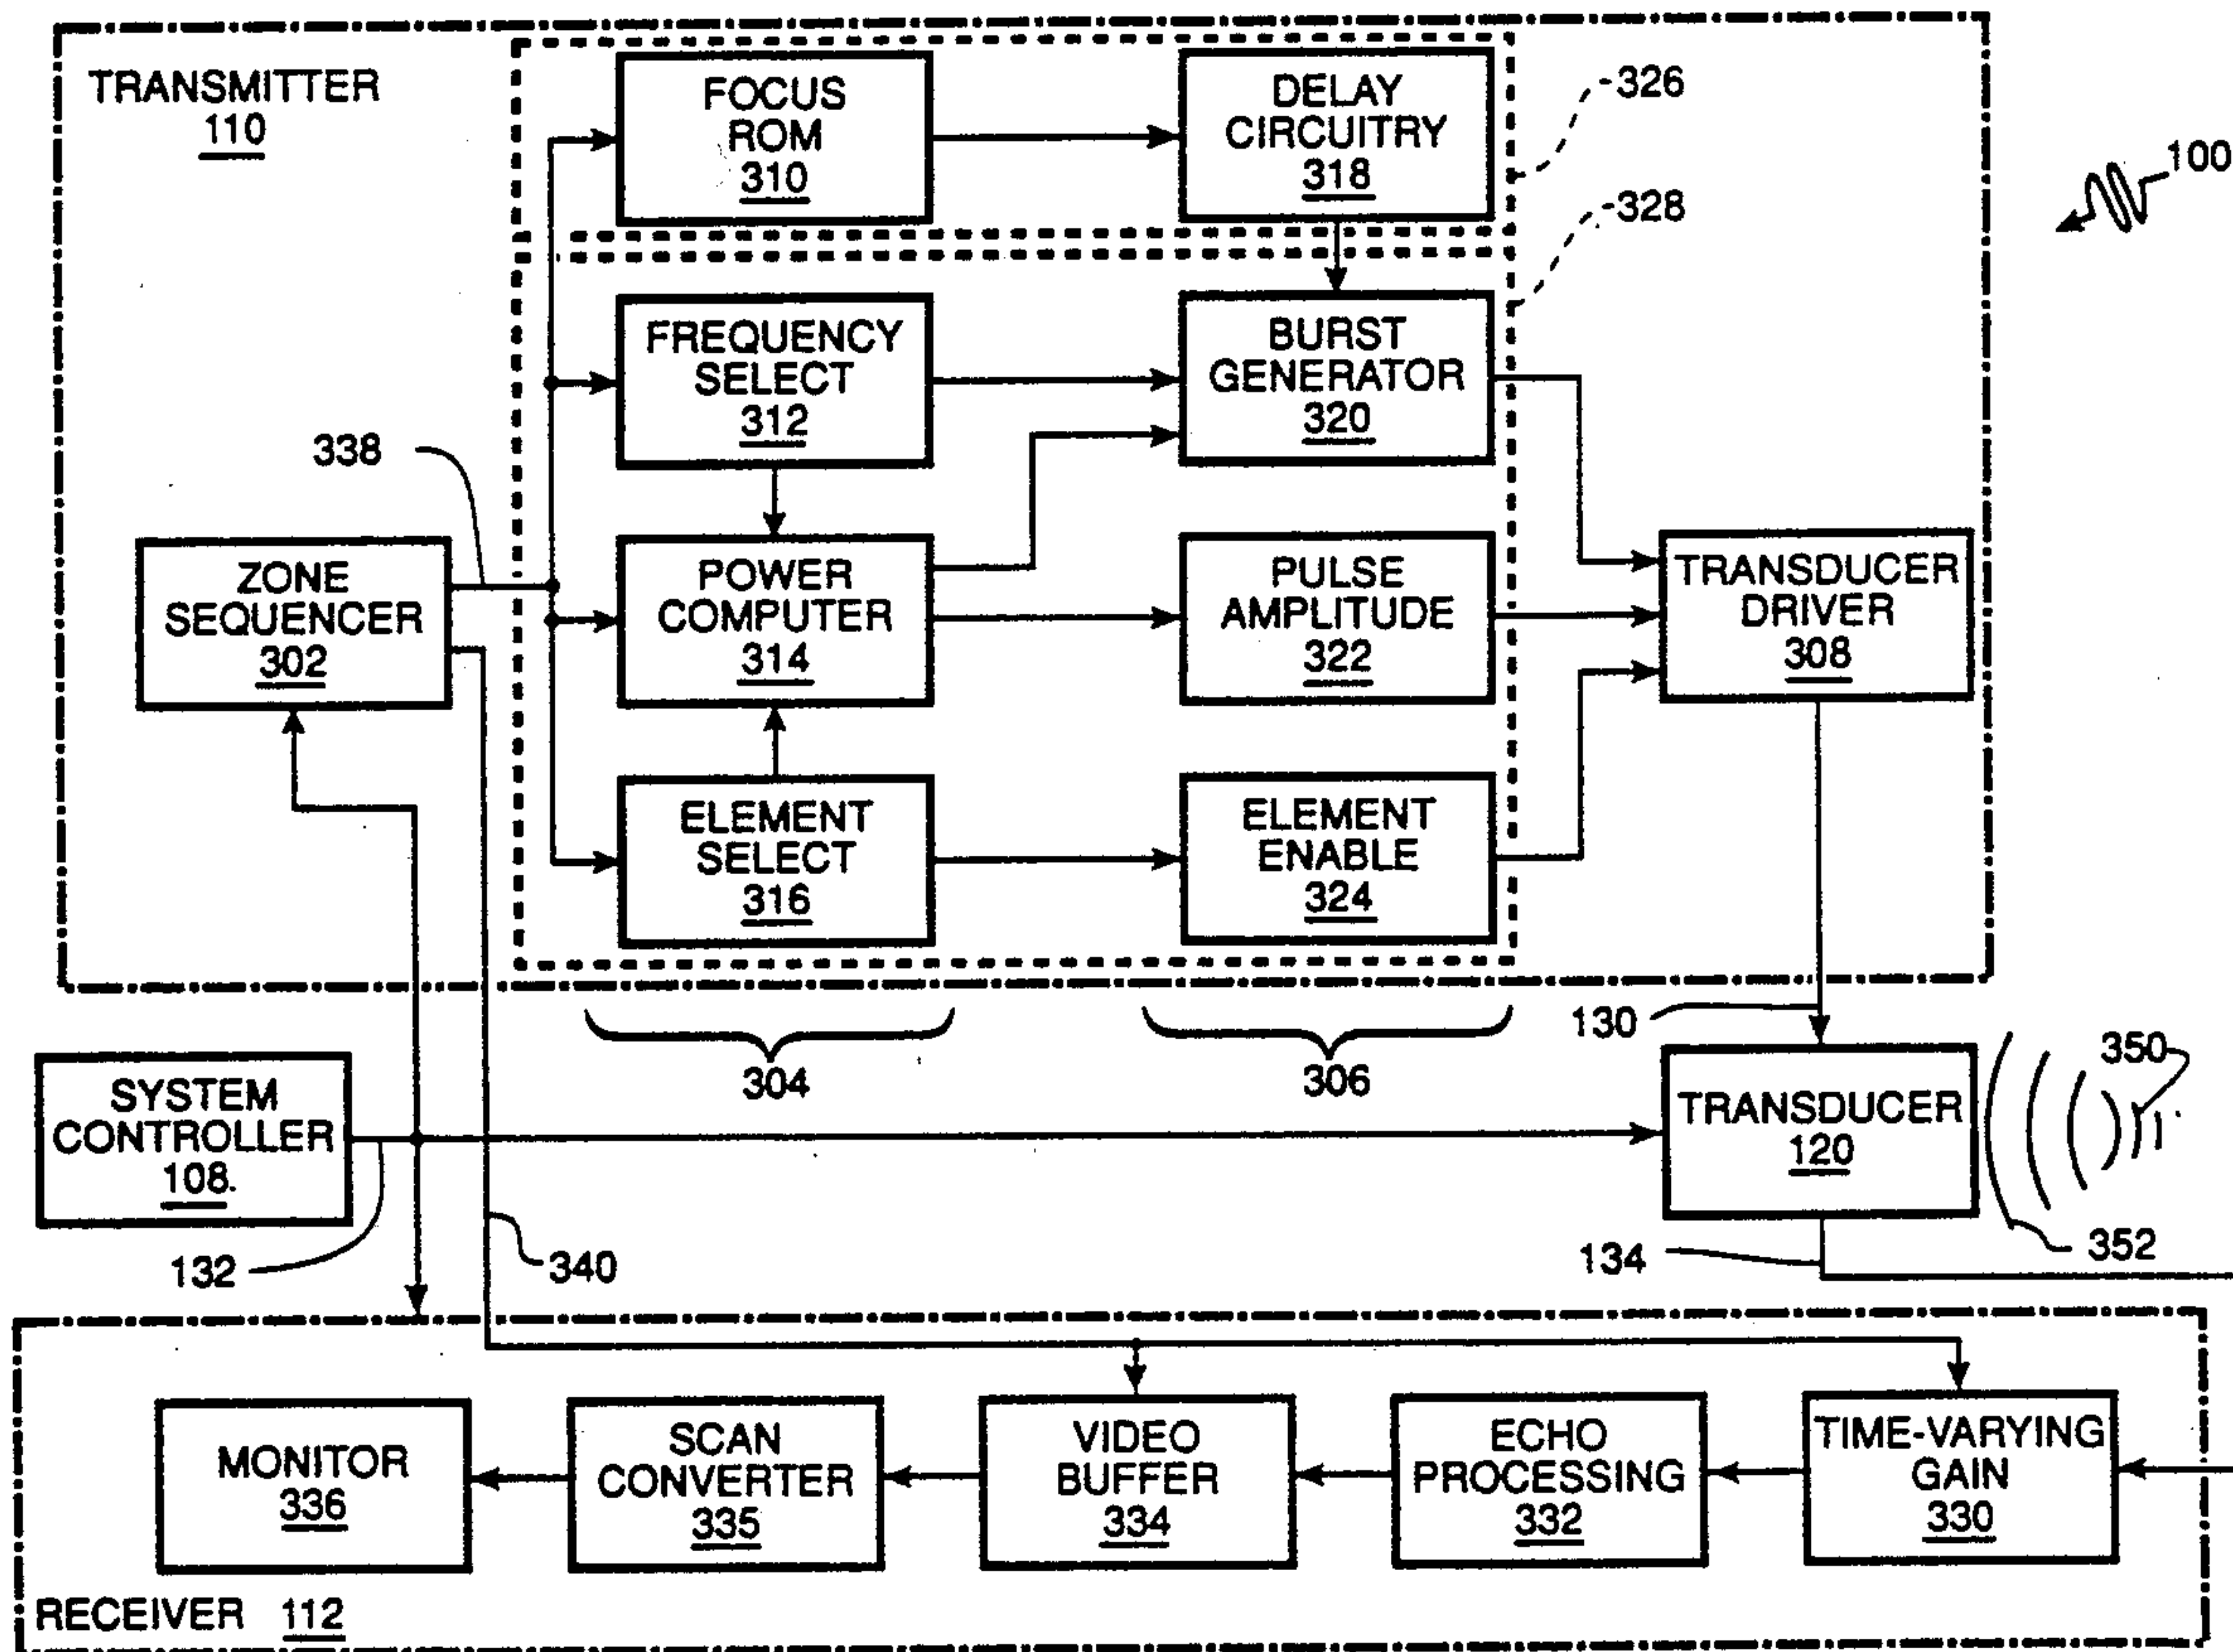 TRANSMITTER
110
FOCUS
ROM
310
DELAY
CIRCUITRY
318
326
328
100
FREQUENCY
SELECT
312
BURST
GENERATOR
320
338
ZONE
SEQUENCER
302
POWER
COMPUTER
314
PULSE
AMPLITUDE
322
TRANSDUCER
DRIVER
308
ELEMENT
SELECT
316
ELEMENT
ENABLE
324
304
306
130
350
SYSTEM
CONTROLLER
108.
TRANSDUCER
120
352
132
340
134
MONITOR
336
SCAN
CONVERTER
335
VIDEO
BUFFER
334
ECHO
PROCESSING
332
TIME-VARYING
GAIN
330
RECEIVER 112